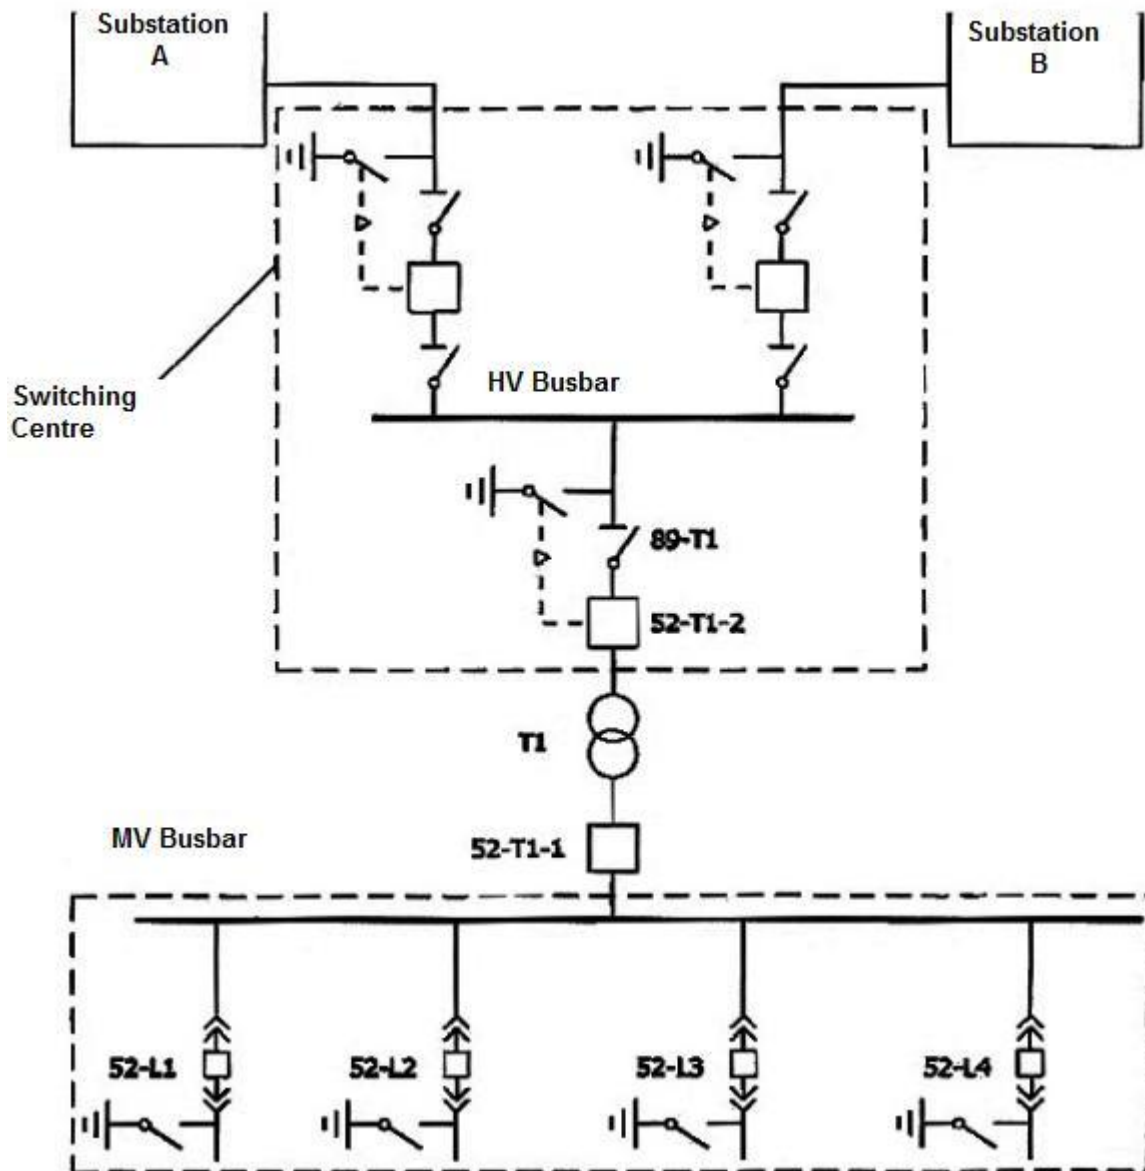 Substation
A
Substation
B
HV Busbar
Switching
Centre
89-T1
52-T1-2
T1
MV Busbar
52-T1-1
52-L1
52-L2
52-L3
52-L4